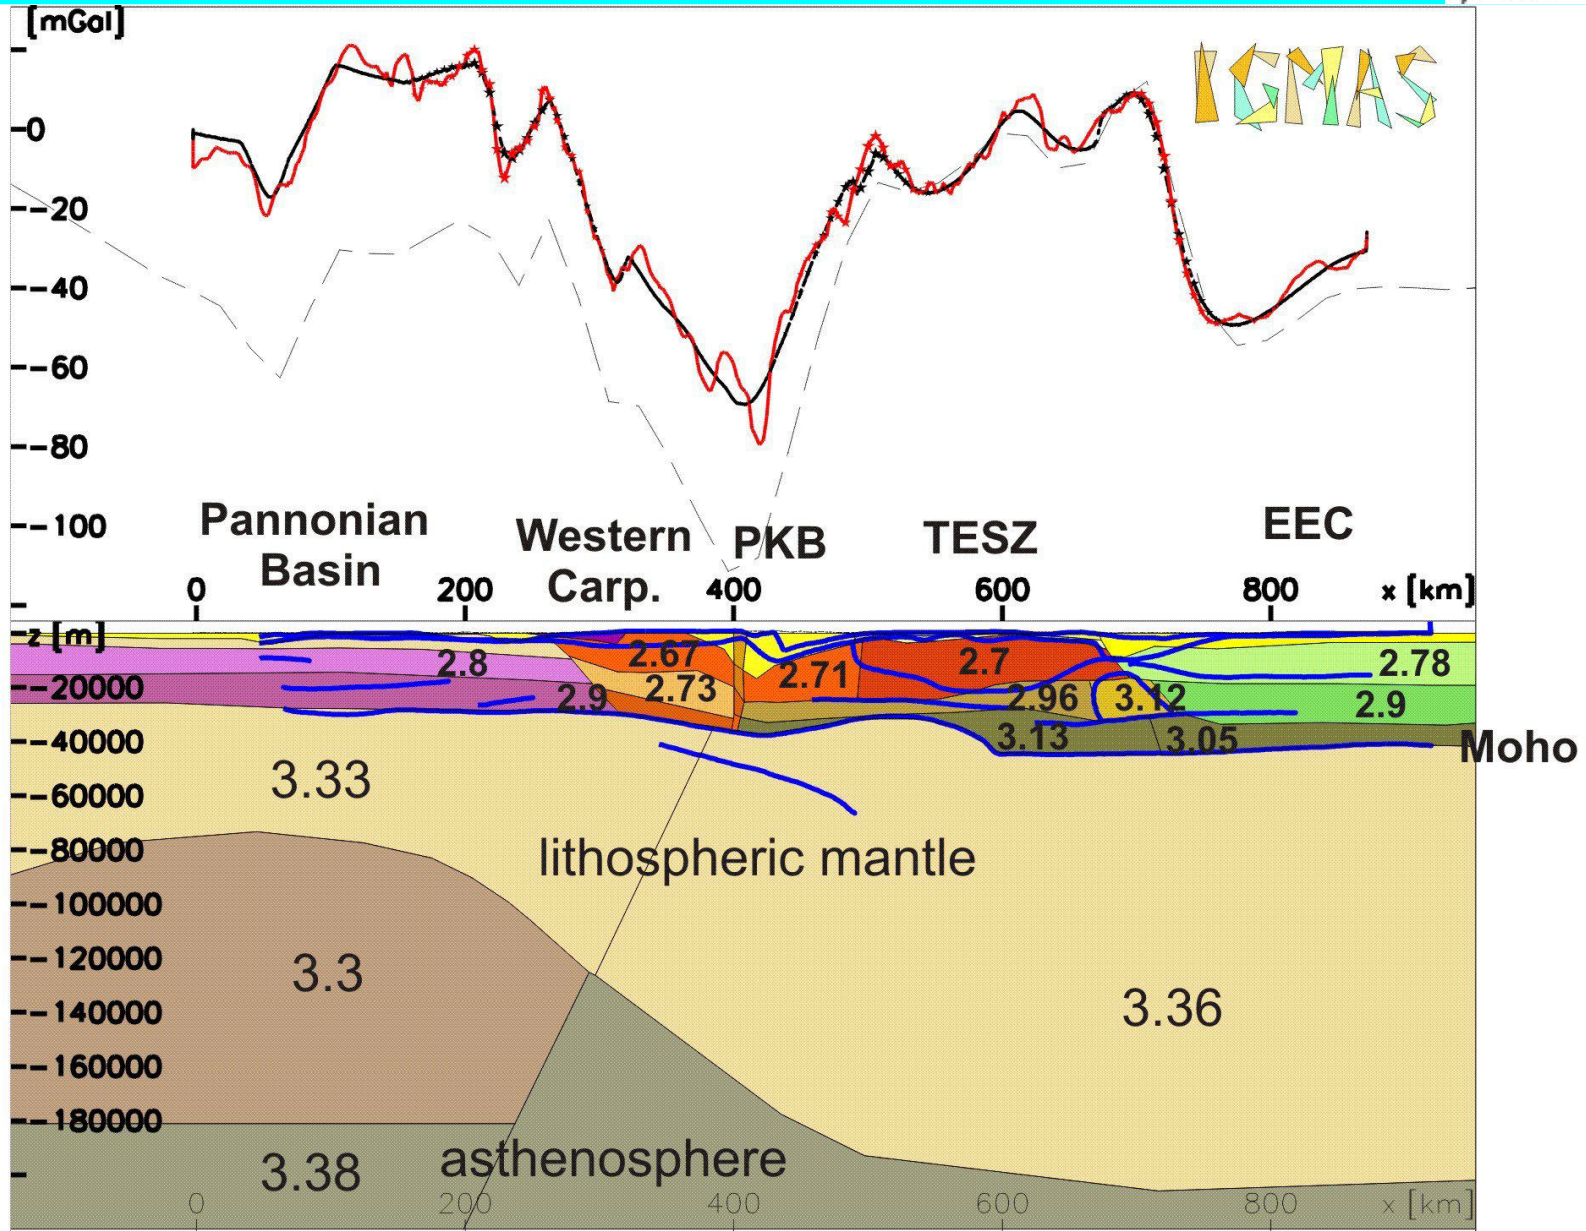 [mGal]
IGMAS
0
-20
-40
-60
-80
-100
Pannonian
Basin
Western
Carp.
PKB
TESZ
EEC
0 200 400 600 800 x [km]
z [m]
-20000
-40000
-60000
-80000
-100000
-120000
-140000
-160000
-180000
2.8
2.9
2.67
2.73
2.71
2.7
2.96
3.12
2.78
2.9
3.13
3.05
Moho
3.33
lithospheric mantle
3.3
3.36
asthenosphere
3.38
0 200 400 600 800 x [km]